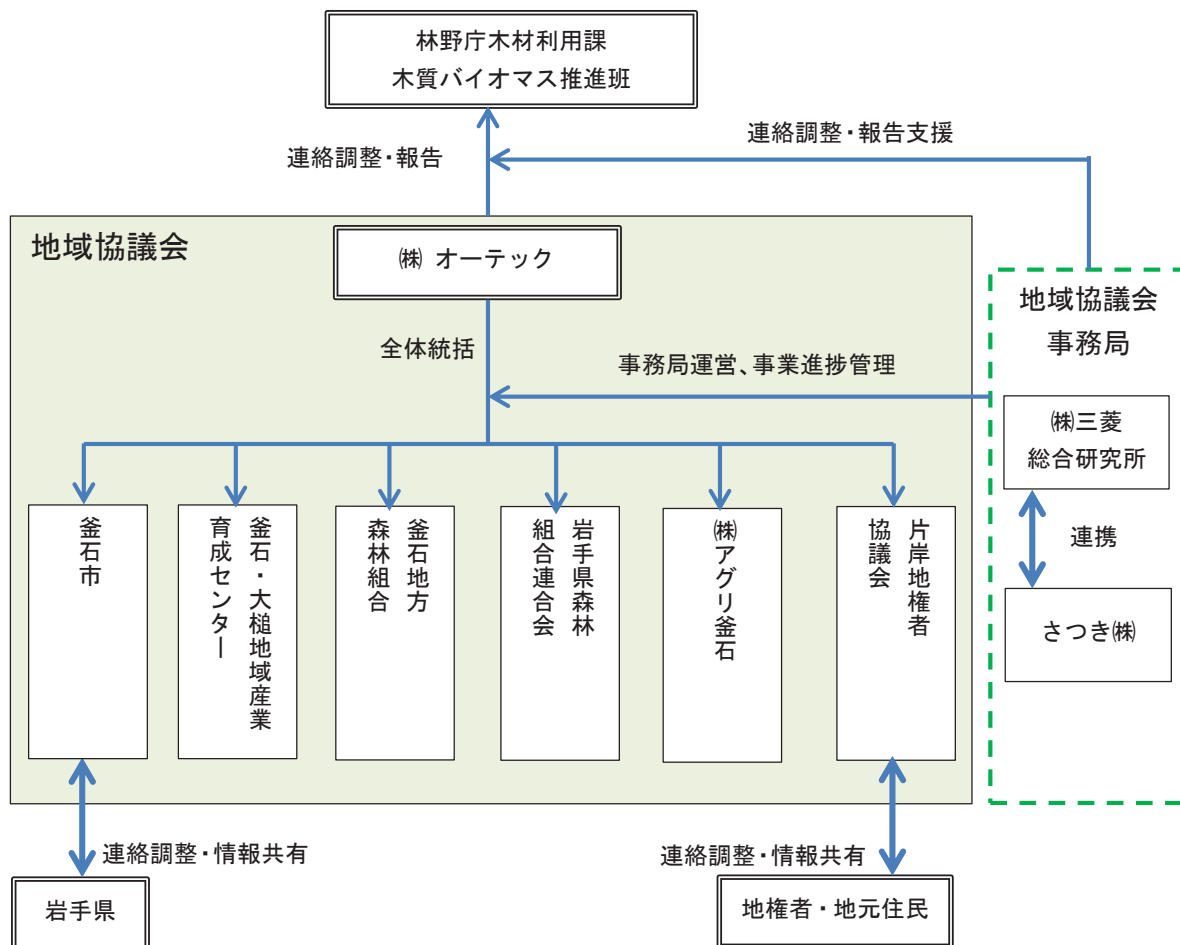 林野庁木材利用課
木質バイオマス推進班
連絡調整・報告
連絡調整・報告支援
地域協議会
㈱ オーテック
地域協議会
事務局
全体統括
事務局運営、事業進捗管理
㈱三菱
総合研究所
連携
さつき㈱
釜石市
釜石・大槌地域産業
育成センター
釜石地方
森林組合
岩手県森林
組合連合会
㈱アグリ釜石
片岸地権者
協議会
連絡調整・情報共有
連絡調整・情報共有
岩手県
地権者・地元住民